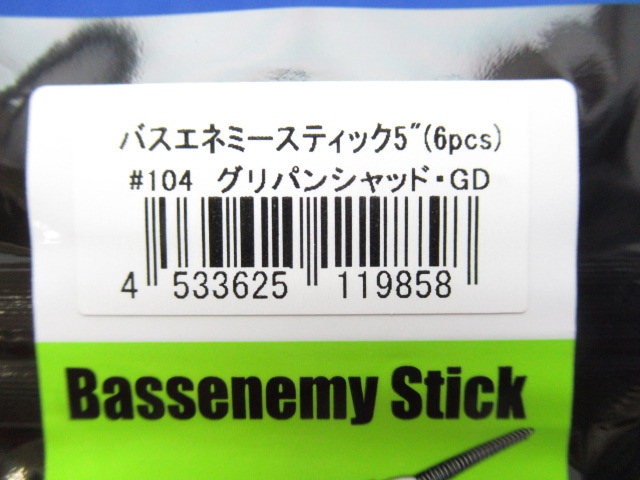 バスエネミースティック5"(6pcs)
#104 グリパンシャッド・GD
4 533625 119858
Bassenemy Stick